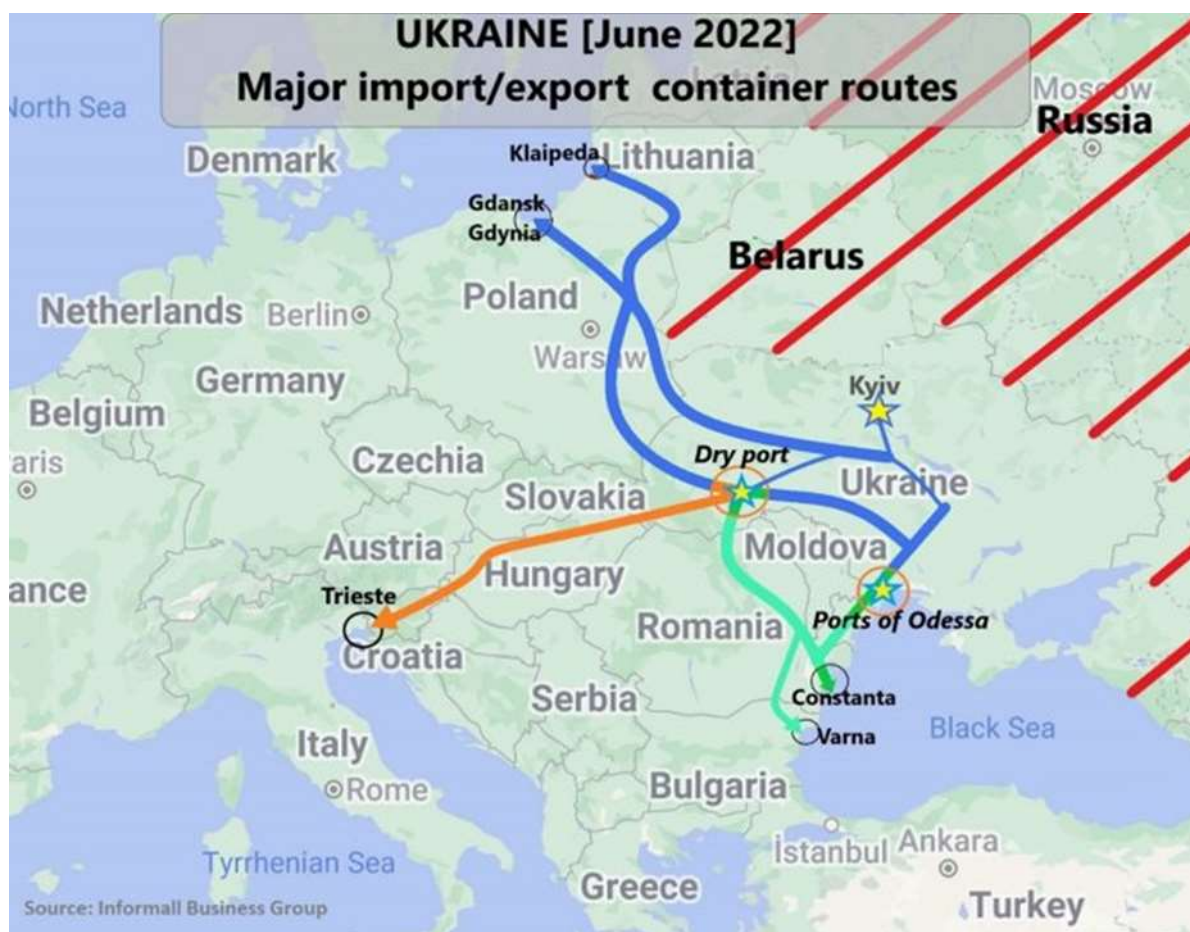 UKRAINE [June 2022]
Major import/export container routes
Latvia
Moscow
Russia
North Sea
Denmark
Klaipeda
Lithuania
Gdansk
Gdynia
Belarus
Poland
Netherlands
Berlin
Warsaw
Germany
Kyiv
Belgium
aris
Dry port
Czechia
Ukraine
Slovakia
Austria
Moldova
Hungary
ance
Trieste
Ports of Odessa
Romania
Croatia
Serbia
Constanta
Black Sea
Varna
Italy
Rome
Bulgaria
İstanbul
Ankara
Tyrrhenian Sea
Greece
Turkey
Source: Informall Business Group